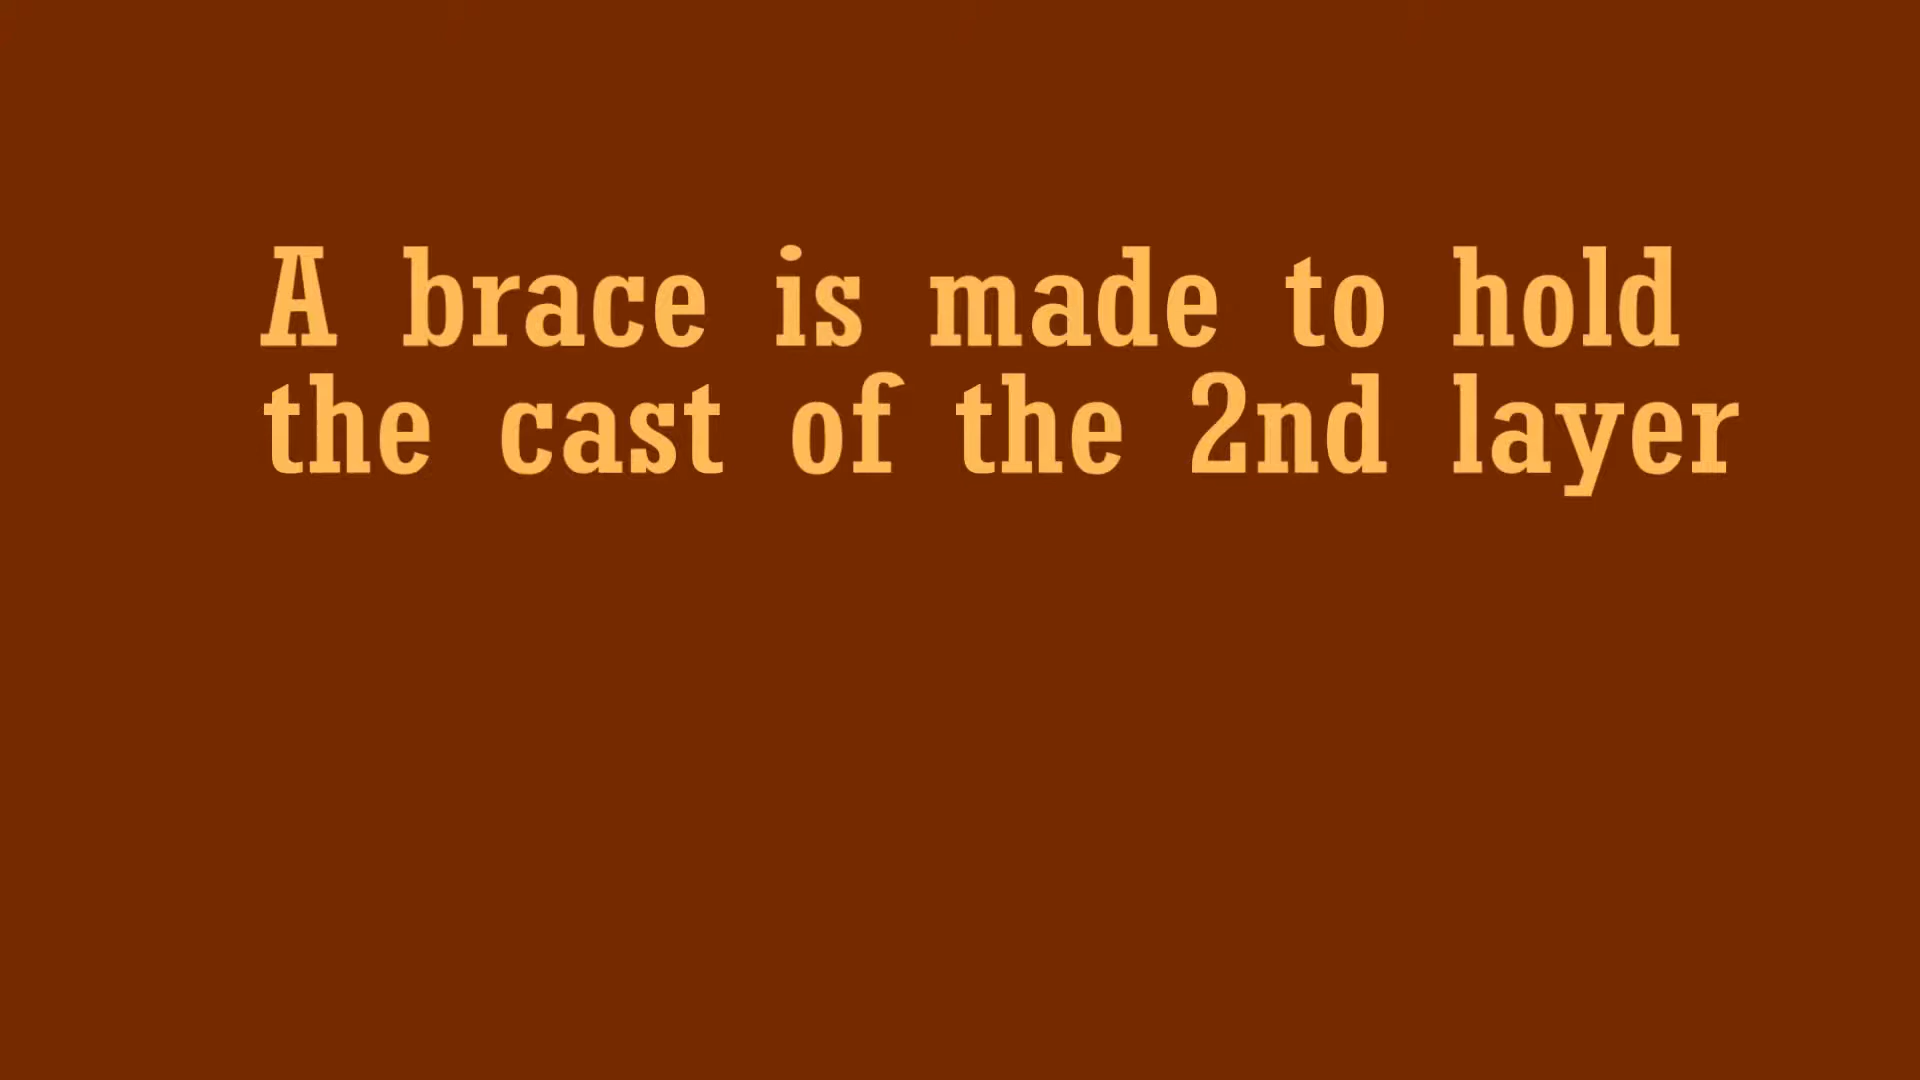 A brace is made to hold
the cast of the 2nd layer